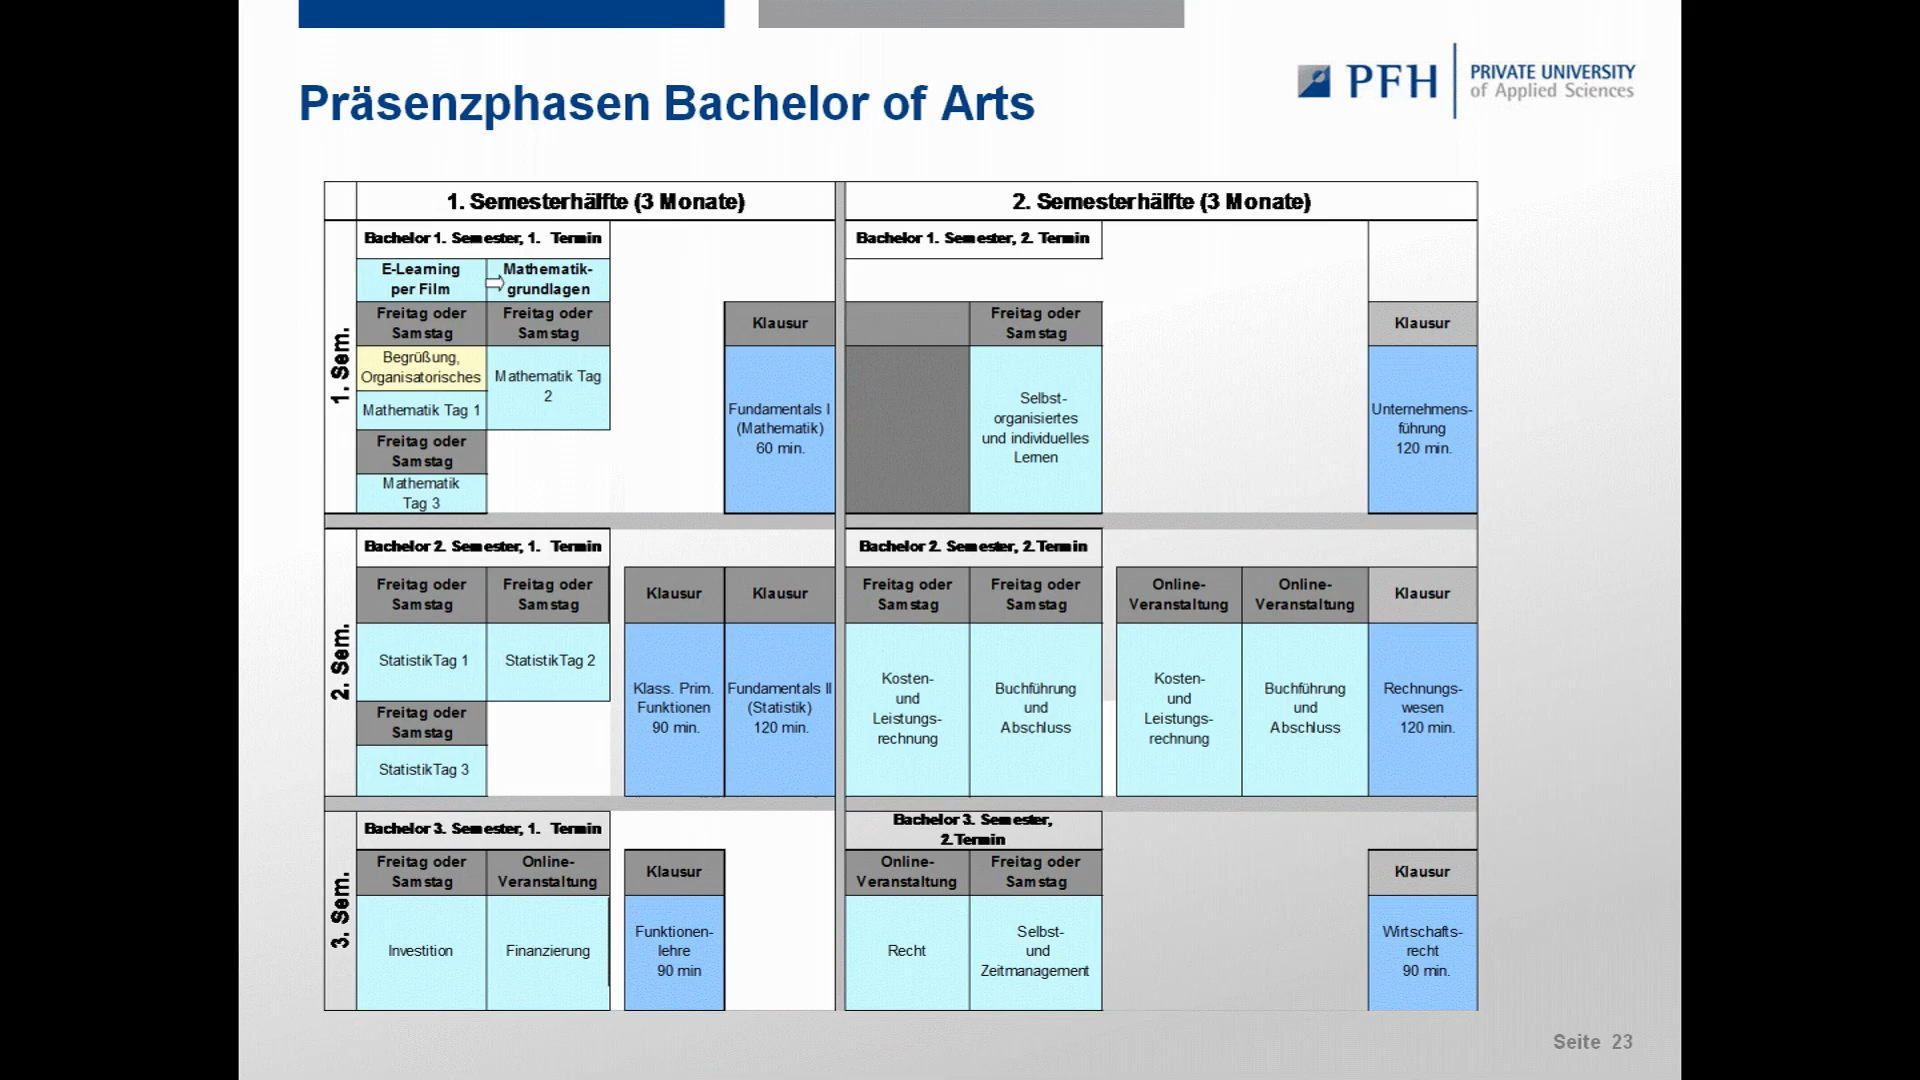 Präsenzphasen Bachelor of Arts
PFH
PRIVATE UNIVERSITY
of Applied Sciences
1. Semesterhälfte (3 Monate)
2. Semesterhälfte (3 Monate)
1. Sem.
Bachelor 1. Semester, 1. Termin
E-Learning
per Film
Mathematik-
grundlagen
Freitag oder
Samstag
Freitag oder
Samstag
Begrüßung,
Organisatorisches
Mathematik Tag 1
Mathematik Tag
2
Freitag oder
Samstag
Mathematik
Tag 3
Klausur
Fundamentals I
(Mathematik)
60 min.
Bachelor 1. Semester, 2. Termin
Freitag oder
Samstag
Selbst-
organisiertes
und individuelles
Lernen
Klausur
Unternehmens-
führung
120 min.
2. Sem.
Bachelor 2. Semester, 1. Termin
Freitag oder
Samstag
Freitag oder
Samstag
StatistikTag 1
StatistikTag 2
Freitag oder
Samstag
StatistikTag 3
Klausur
Klass. Prim.
Funktionen
90 min.
Klausur
Fundamentals II
(Statistik)
120 min.
Bachelor 2. Semester, 2.Termin
Freitag oder
Samstag
Kosten-
und
Leistungs-
rechnung
Freitag oder
Samstag
Buchführung
und
Abschluss
Online-
Veranstaltung
Kosten-
und
Leistungs-
rechnung
Online-
Veranstaltung
Buchführung
und
Abschluss
Klausur
Rechnungs-
wesen
120 min.
3. Sem.
Bachelor 3. Semester, 1. Termin
Freitag oder
Samstag
Investition
Online-
Veranstaltung
Finanzierung
Klausur
Funktionen-
lehre
90 min
Bachelor 3. Semester,
2.Termin
Online-
Veranstaltung
Recht
Freitag oder
Samstag
Selbst-
und
Zeitmanagement
Klausur
Wirtschafts-
recht
90 min.
Seite 23